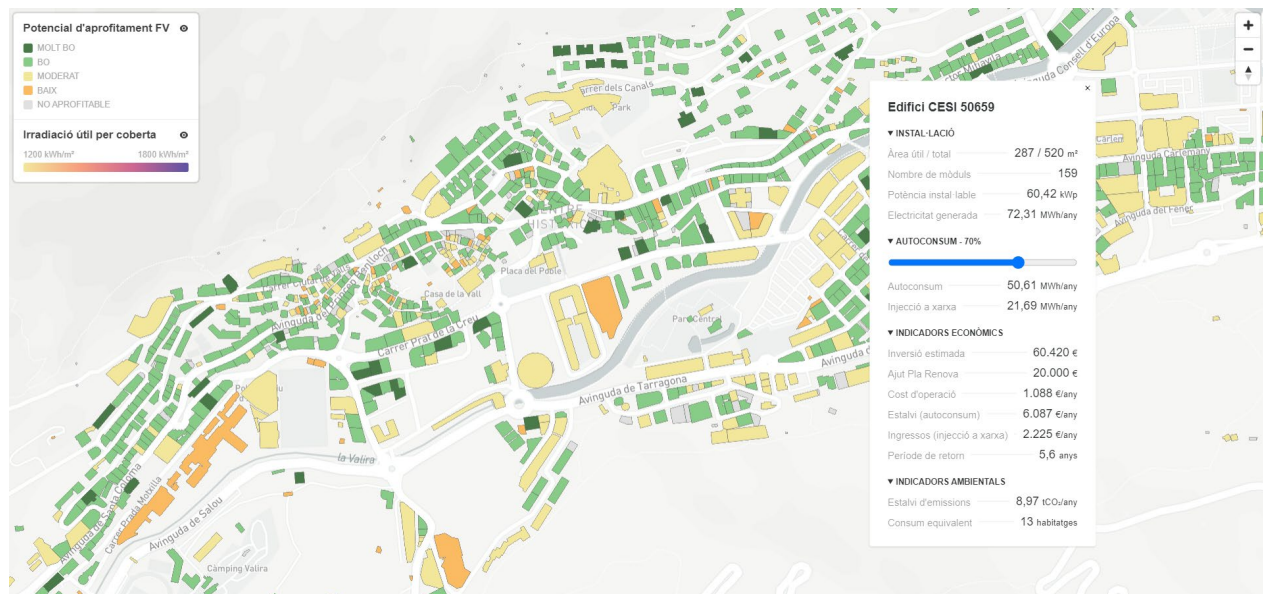 Potencial d'aprofitament FV
MOLT BO
BO
MODERAT
BAIX
NO APROFITABLE
Irradiació útil per coberta
1200 kWh/m² 1800 kWh/m²
Carrer dels Canals
Park
Avinguda Consell d'Europa
Avinguda Carlemany
Avinguda del Fener
CENTRE
HISTÒRIC
Placa del Poble
Casa de la Vall
Carrer Prat de la Creu
Parc Central
Avinguda de Tarragona
la Valira
Avinguda de Santa Coloma
Carrer Prada Motxilla
Avinguda de Salou
Càmping Valira
+
−
×
Edifici CESI 50659
▾ INSTAL·LACIÓ
Àrea útil / total 287 / 520 m²
Nombre de mòduls 159
Potència instal·lable 60,42 kWp
Electricitat generada 72,31 MWh/any
▾ AUTOCONSUM - 70%
Autoconsum 50,61 MWh/any
Injecció a xarxa 21,69 MWh/any
▾ INDICADORS ECONÒMICS
Inversió estimada 60.420 €
Ajut Pla Renova 20.000 €
Cost d'operació 1.088 €/any
Estalvi (autoconsum) 6.087 €/any
Ingressos (injecció a xarxa) 2.225 €/any
Període de retorn 5,6 anys
▾ INDICADORS AMBIENTALS
Estalvi d'emissions 8,97 tCO₂/any
Consum equivalent 13 habitatges